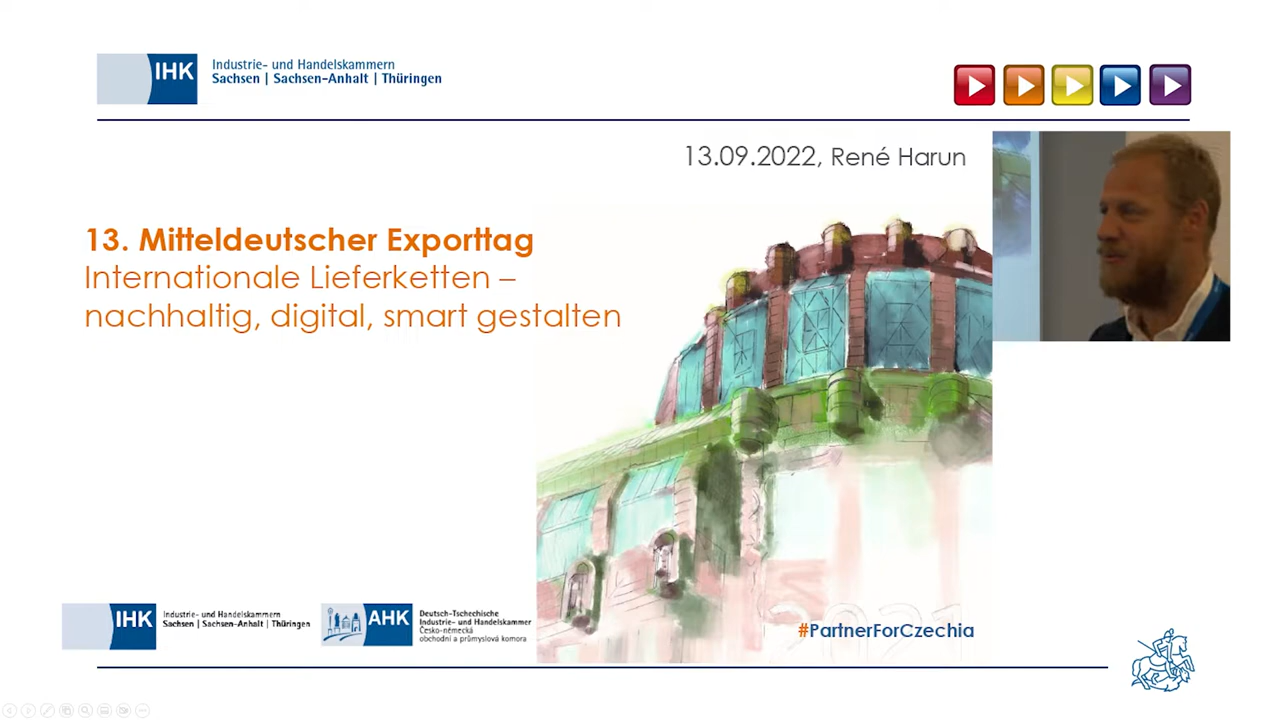 IHK
Industrie- und Handelskammern
Sachsen | Sachsen-Anhalt | Thüringen
13.09.2022, René Harun
13. Mitteldeutscher Exporttag
Internationale Lieferketten –
nachhaltig, digital, smart gestalten
IHK
Industrie- und Handelskammern
Sachsen | Sachsen-Anhalt | Thüringen
AHK
Deutsch-Tschechische
Industrie- und Handelskammer
Česko-německá
obchodní a průmyslová komora
2021
#PartnerForCzechia